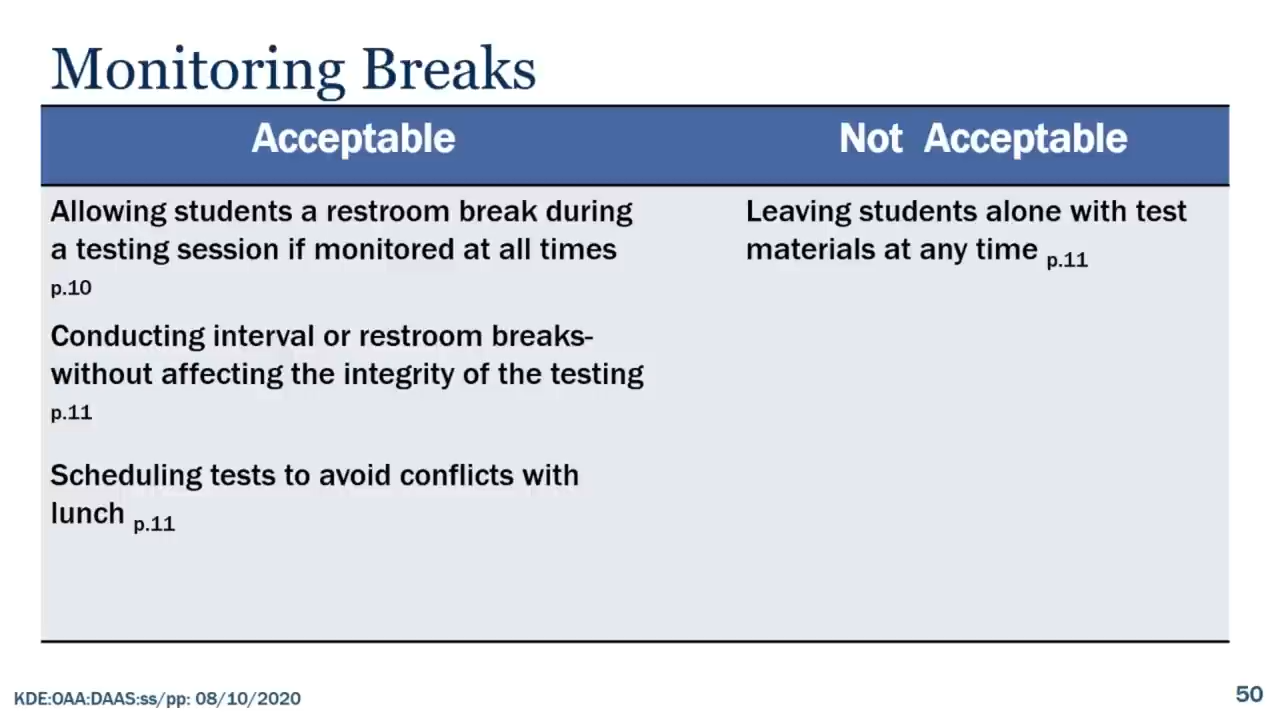 Monitoring Breaks
Acceptable
Not Acceptable
Allowing students a restroom break during
a testing session if monitored at all times
p.10
Conducting interval or restroom breaks-
without affecting the integrity of the testing
p.11
Scheduling tests to avoid conflicts with
lunch p.11
Leaving students alone with test
materials at any time p.11
KDE:OAA:DAAS:ss/pp: 08/10/2020
50